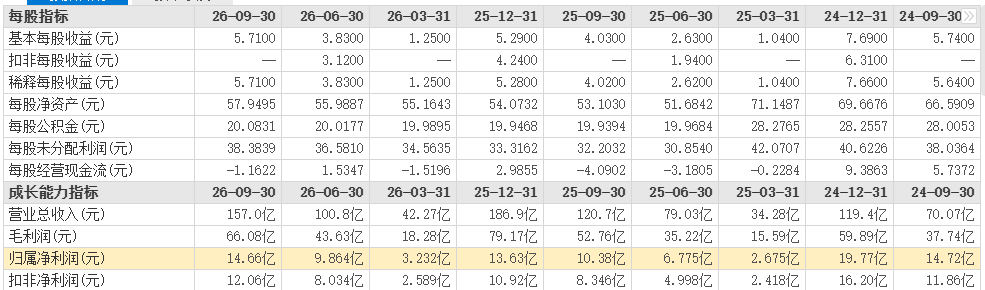 每股指标 26-09-30 26-06-30 26-03-31 25-12-31 25-09-30 25-06-30 25-03-31 24-12-31 24-09-30
基本每股收益(元) 5.7100 3.8300 1.2500 5.2900 4.0300 2.6300 1.0400 7.6900 5.7400
扣非每股收益(元) — 3.1200 — 4.2400 — 1.9400 — 6.3100 —
稀释每股收益(元) 5.7100 3.8300 1.2500 5.2800 4.0200 2.6200 1.0400 7.6600 5.6400
每股净资产(元) 57.9495 55.9887 55.1643 54.0732 53.1030 51.6842 71.1487 69.6676 66.5909
每股公积金(元) 20.0831 20.0177 19.9895 19.9468 19.9394 19.9684 28.2765 28.2557 28.0053
每股未分配利润(元) 38.3839 36.5810 34.5635 33.3162 32.2032 30.8540 42.0707 40.6226 38.0364
每股经营现金流(元) -1.1622 1.5347 -1.5196 2.9855 -4.0902 -3.1805 -0.2284 9.3863 5.7372
成长能力指标 26-09-30 26-06-30 26-03-31 25-12-31 25-09-30 25-06-30 25-03-31 24-12-31 24-09-30
营业总收入(元) 157.0亿 100.8亿 42.27亿 186.9亿 120.7亿 79.03亿 34.28亿 119.4亿 70.07亿
毛利润(元) 66.08亿 43.63亿 18.28亿 79.17亿 52.76亿 35.22亿 15.59亿 59.89亿 37.74亿
归属净利润(元) 14.66亿 9.864亿 3.232亿 13.63亿 10.38亿 6.775亿 2.675亿 19.77亿 14.72亿
扣非净利润(元) 12.06亿 8.034亿 2.589亿 10.92亿 8.346亿 4.998亿 2.418亿 16.20亿 11.86亿